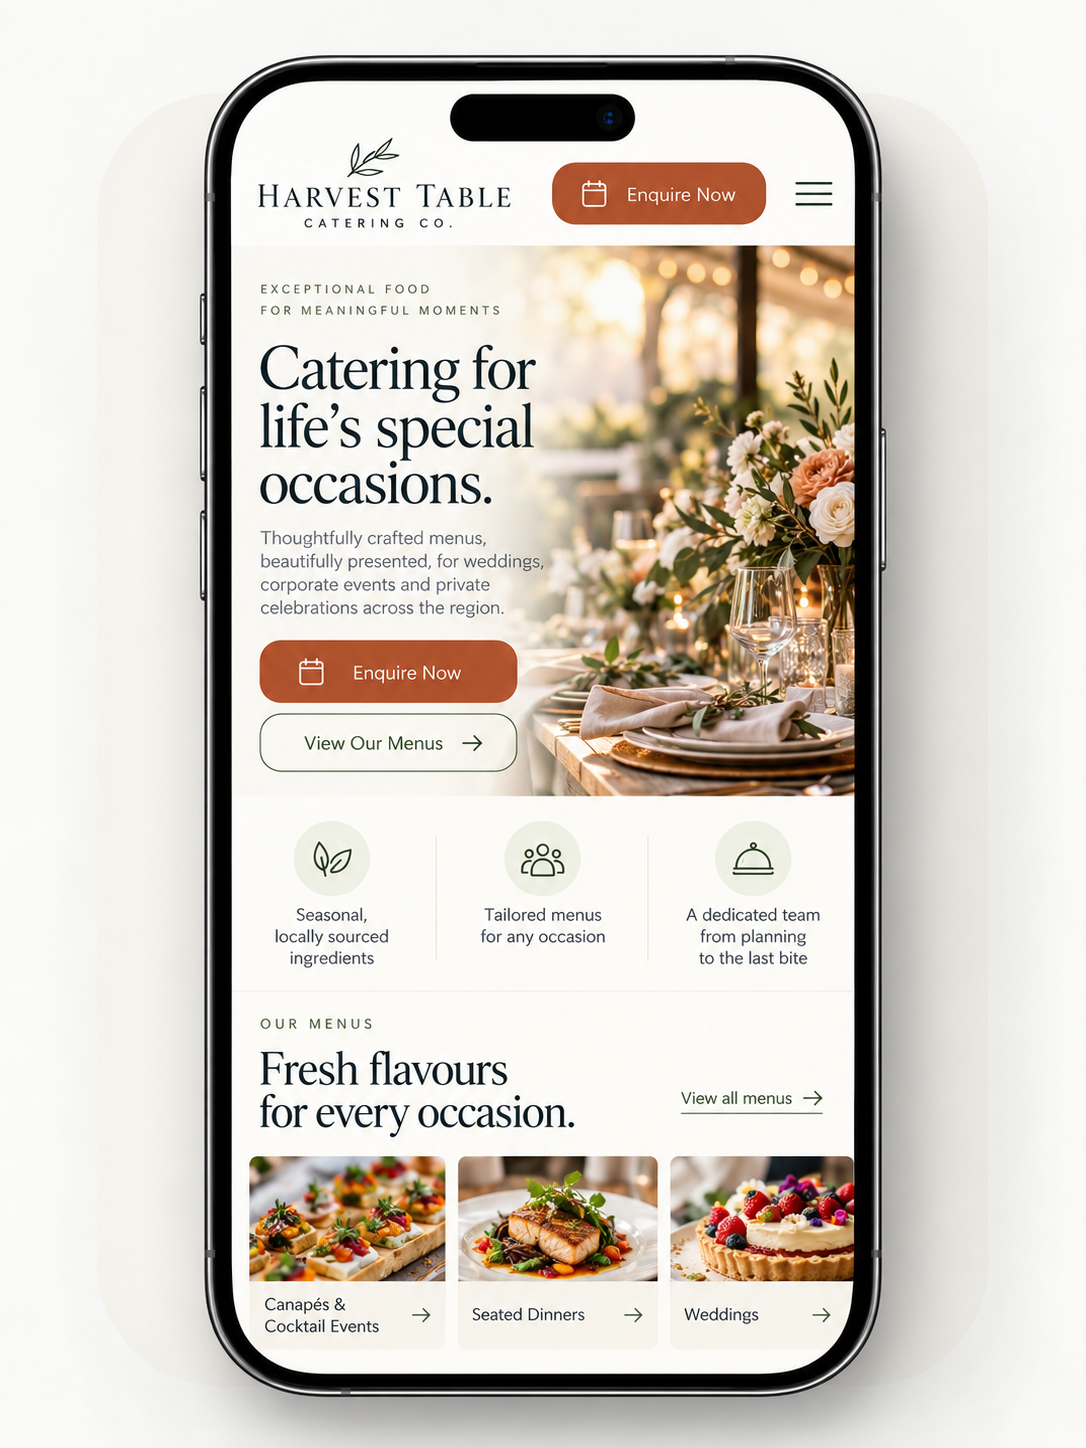 HARVEST TABLE
CATERING CO.
Enquire Now
EXCEPTIONAL FOOD
FOR MEANINGFUL MOMENTS
Catering for
life’s special
occasions.
Thoughtfully crafted menus,
beautifully presented, for weddings,
corporate events and private
celebrations across the region.
Enquire Now
View Our Menus
Seasonal,
locally sourced
ingredients
Tailored menus
for any occasion
A dedicated team
from planning
to the last bite
OUR MENUS
Fresh flavours
for every occasion.
View all menus
Canapés &
Cocktail Events
Seated Dinners
Weddings